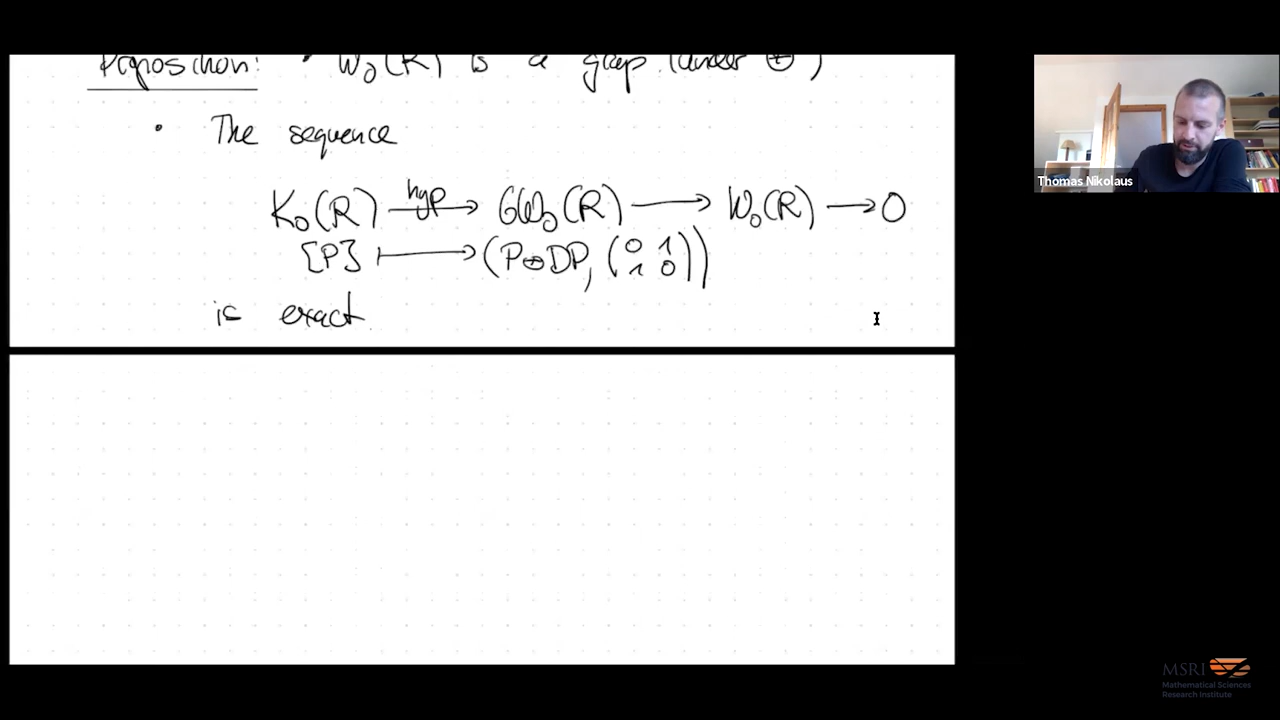 Proposition: • W₀(R) is a group (under ⊕)
• The sequence
K₀(R) —hyp→ GW₀(R) → W₀(R) → 0
[P] ↦ (P⊕DP, (0 1 1 0))
is exact
Thomas Nikolaus
MSRI
Mathematical Sciences
Research Institute